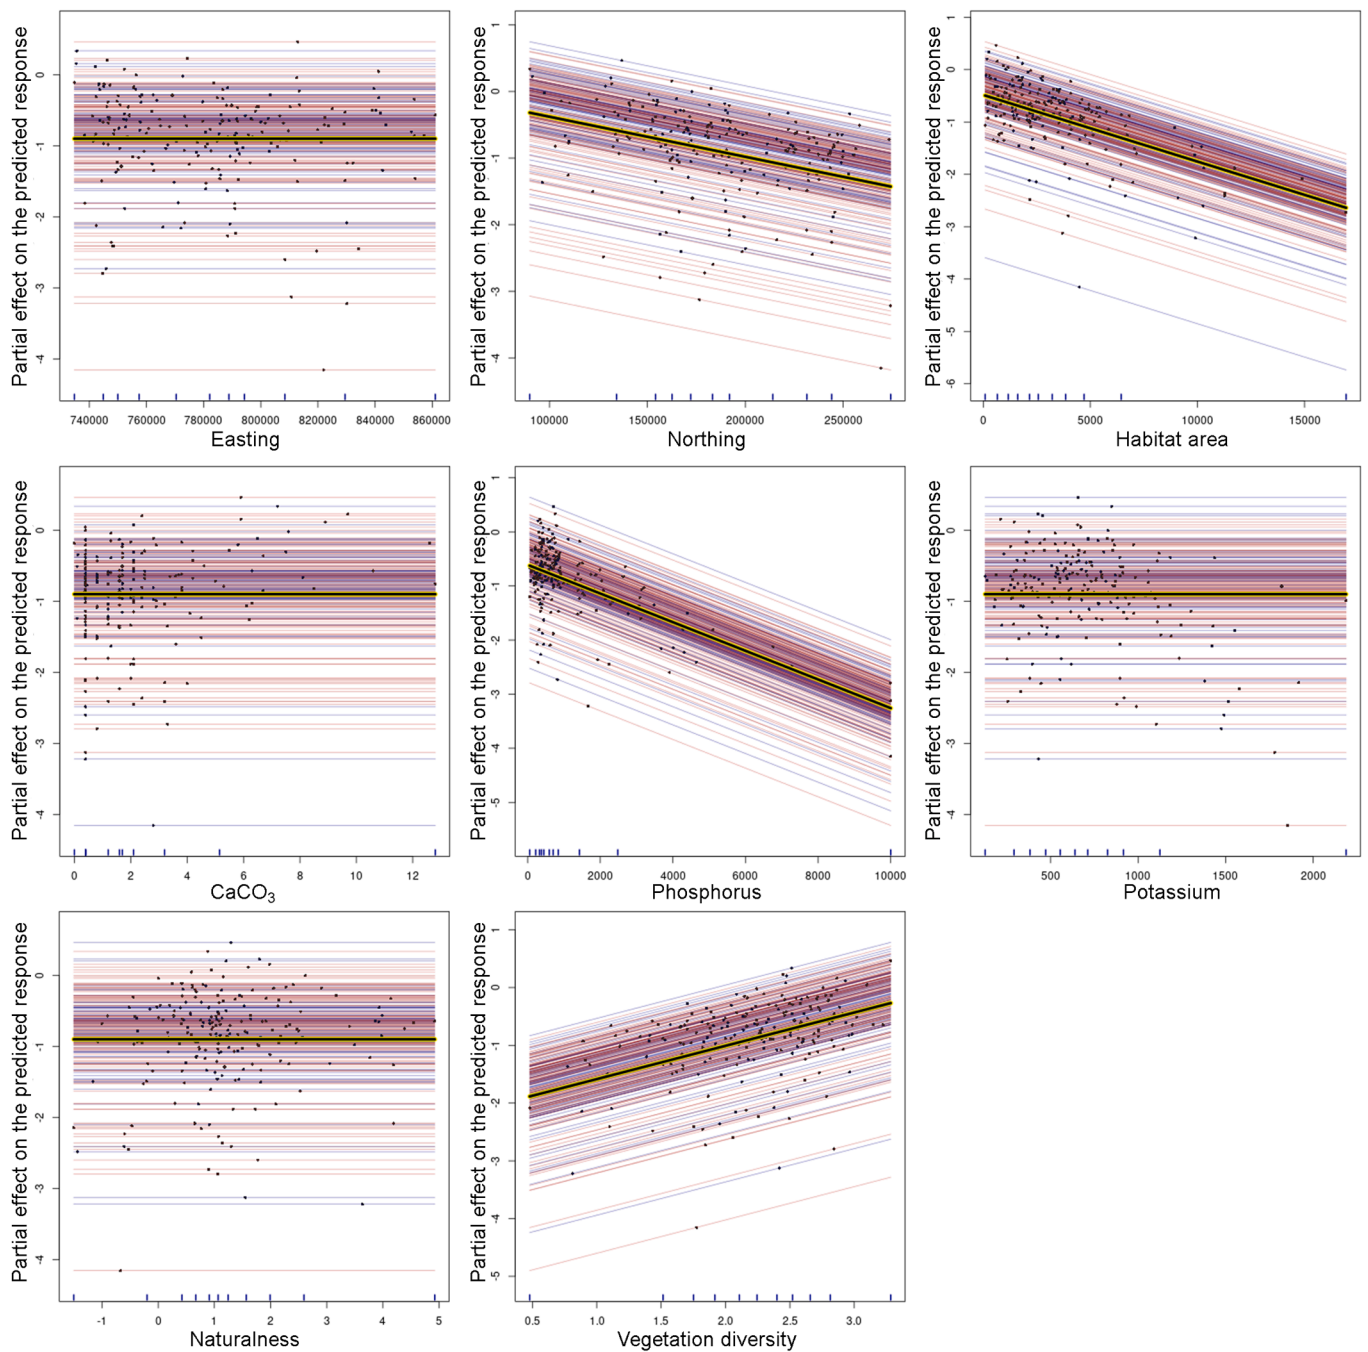 Partial effect on the predicted response
0
-1
-2
-3
-4
740000 760000 780000 800000 820000 840000 860000
Easting
Partial effect on the predicted response
1
0
-1
-2
-3
-4
100000 150000 200000 250000
Northing
Partial effect on the predicted response
1
0
-1
-2
-3
-4
-5
-6
0 5000 10000 15000
Habitat area
Partial effect on the predicted response
0
-1
-2
-3
-4
0 2 4 6 8 10 12
CaCO₃
Partial effect on the predicted response
1
0
-1
-2
-3
-4
-5
0 2000 4000 6000 8000 10000
Phosphorus
Partial effect on the predicted response
0
-1
-2
-3
-4
500 1000 1500 2000
Potassium
Partial effect on the predicted response
0
-1
-2
-3
-4
-1 0 1 2 3 4 5
Naturalness
Partial effect on the predicted response
1
0
-1
-2
-3
-4
-5
0.5 1.0 1.5 2.0 2.5 3.0
Vegetation diversity